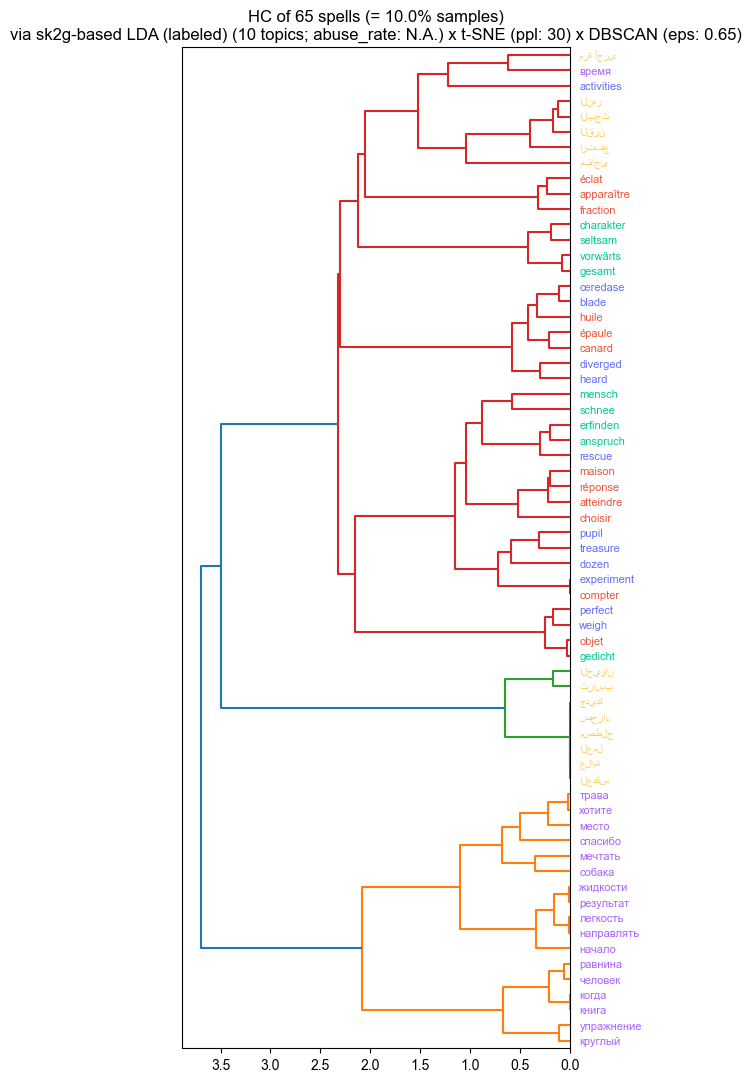 HC of 65 spells (= 10.0% samples)
via sk2g-based LDA (labeled) (10 topics; abuse_rate: N.A.) x t-SNE (ppl: 30) x DBSCAN (eps: 0.65)
مرة أخرى
время
activities
النمر
البحث
القرن
ارتفع
مفاجئ
éclat
apparaître
fraction
charakter
seltsam
vorwärts
gesamt
ceredase
blade
huile
épaule
canard
diverged
heard
mensch
schnee
erfinden
anspruch
rescue
maison
réponse
atteindre
choisir
pupil
treasure
dozen
experiment
compter
perfect
weigh
objet
gedicht
الحيوان
تناسب
جديدة
صحراء
مصطلح
العمل
علامة
العكس
трава
хотите
место
спасибо
мечтать
собака
жидкости
результат
легкость
направлять
начало
равнина
человек
когда
книга
упражнение
круглый
3.5 3.0 2.5 2.0 1.5 1.0 0.5 0.0